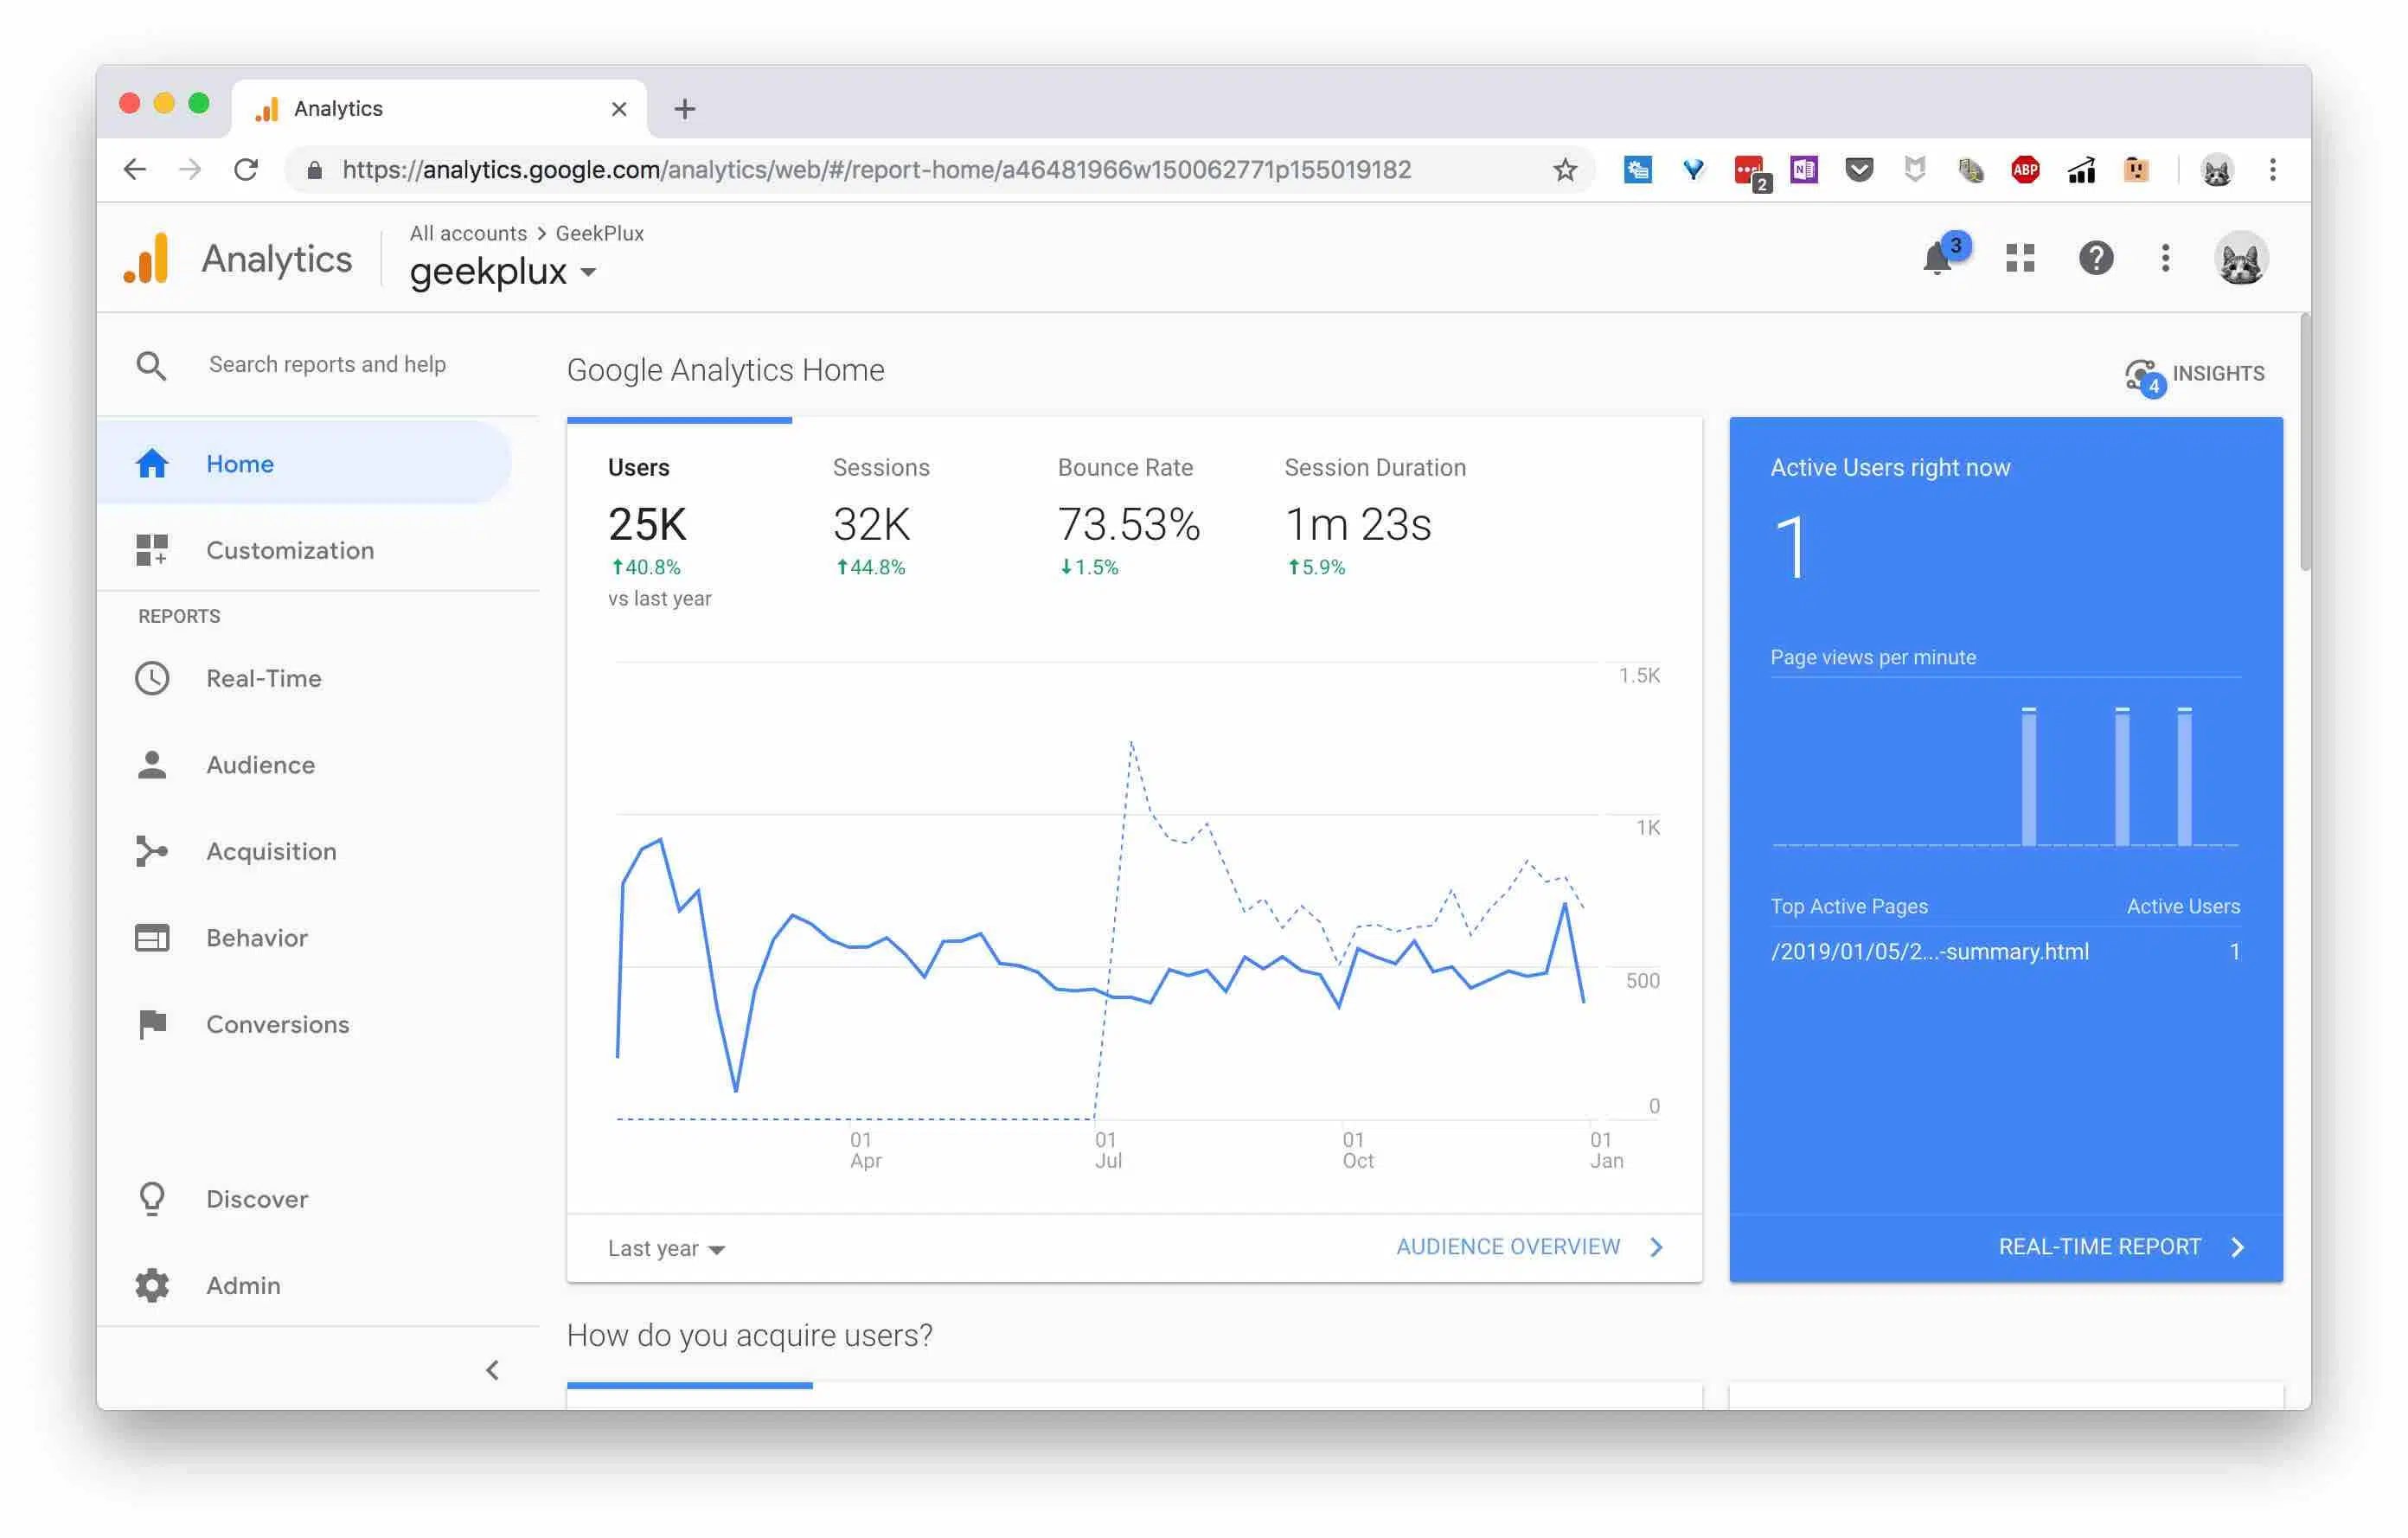 Analytics
https://analytics.google.com/analytics/web/#/report-home/a46481966w150062771p155019182
2
N
ABP
Analytics
All accounts > GeekPlux
geekplux
3
?
Search reports and help
Home
Customization
REPORTS
Real-Time
Audience
Acquisition
Behavior
Conversions
Discover
Admin
Google Analytics Home
4
INSIGHTS
Users
25K
↑40.8%
vs last year
Sessions
32K
↑44.8%
Bounce Rate
73.53%
↓1.5%
Session Duration
1m 23s
↑5.9%
1.5K
1K
500
0
01
Apr
01
Jul
01
Oct
01
Jan
Last year
AUDIENCE OVERVIEW
Active Users right now
1
Page views per minute
Top Active Pages Active Users
/2019/01/05/2...-summary.html 1
REAL-TIME REPORT
How do you acquire users?